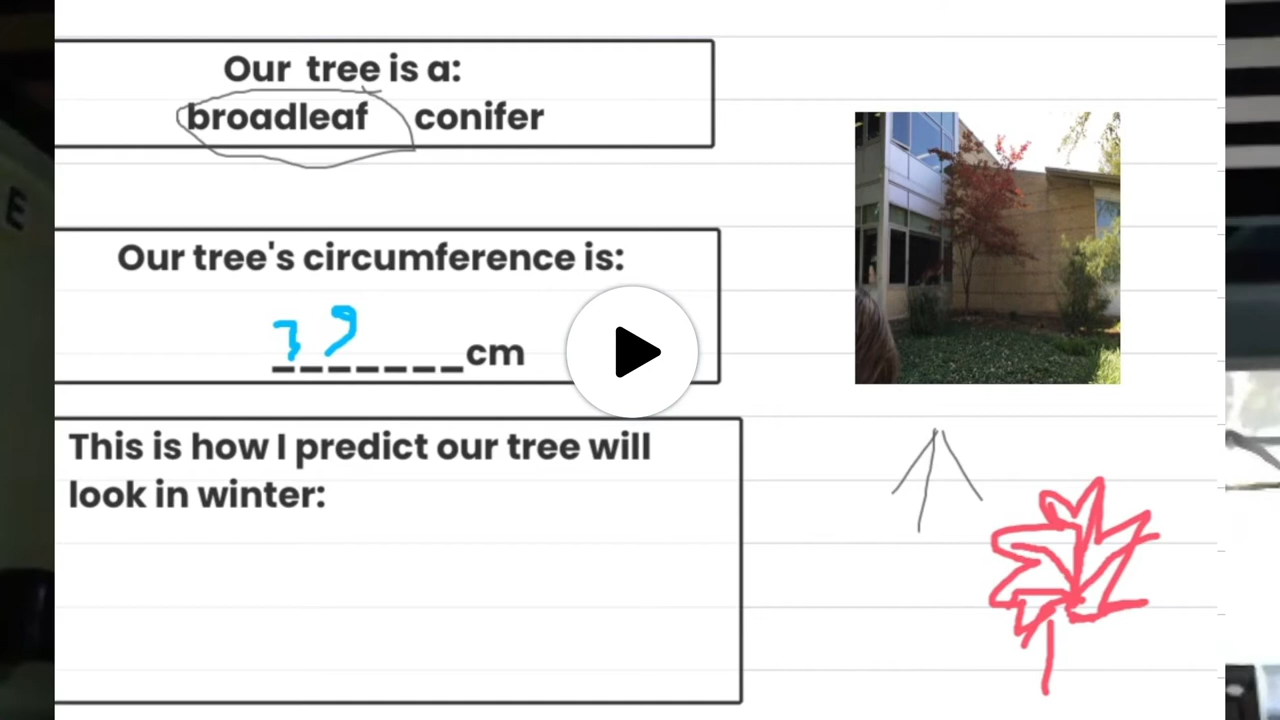 Our tree is a:
broadleaf conifer
Our tree's circumference is:
39 cm
This is how I predict our tree will
look in winter:
E